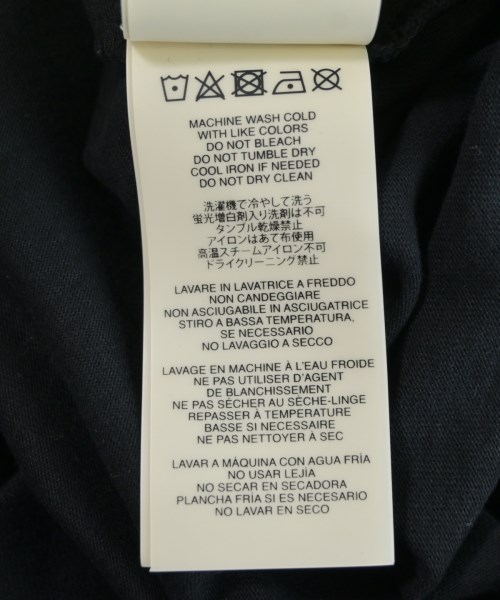 MACHINE WASH COLD
WITH LIKE COLORS
DO NOT BLEACH
DO NOT TUMBLE DRY
COOL IRON IF NEEDED
DO NOT DRY CLEAN
洗濯機で冷やして洗う
蛍光増白剤入り洗剤は不可
タンブル乾燥禁止
アイロンはあて布使用
高温スチームアイロン不可
ドライクリーニング禁止
LAVARE IN LAVATRICE A FREDDO
NON CANDEGGIARE
NON ASCIUGABILE IN ASCIUGATRICE
STIRO A BASSA TEMPERATURA,
SE NECESSARIO
NO LAVAGGIO A SECCO
LAVAGE EN MACHINE À L'EAU FROIDE
NE PAS UTILISER D'AGENT
DE BLANCHISSEMENT
NE PAS SÉCHER AU SÈCHE-LINGE
REPASSER À TEMPÉRATURE
BASSE SI NECESSAIRE
NE PAS NETTOYER À SEC
LAVAR A MÁQUINA CON AGUA FRÍA
NO USAR LEJÍA
NO SECAR EN SECADORA
PLANCHA FRÍA SI ES NECESARIO
NO LAVAR EN SECO